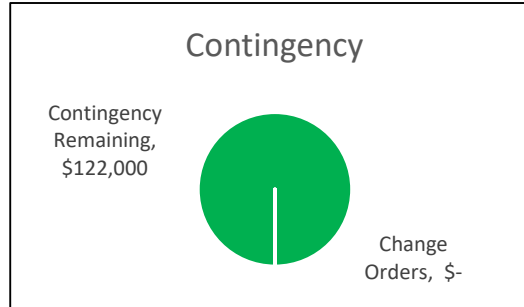 Contingency
Contingency
Remaining,
$122,000
Change
Orders, $-